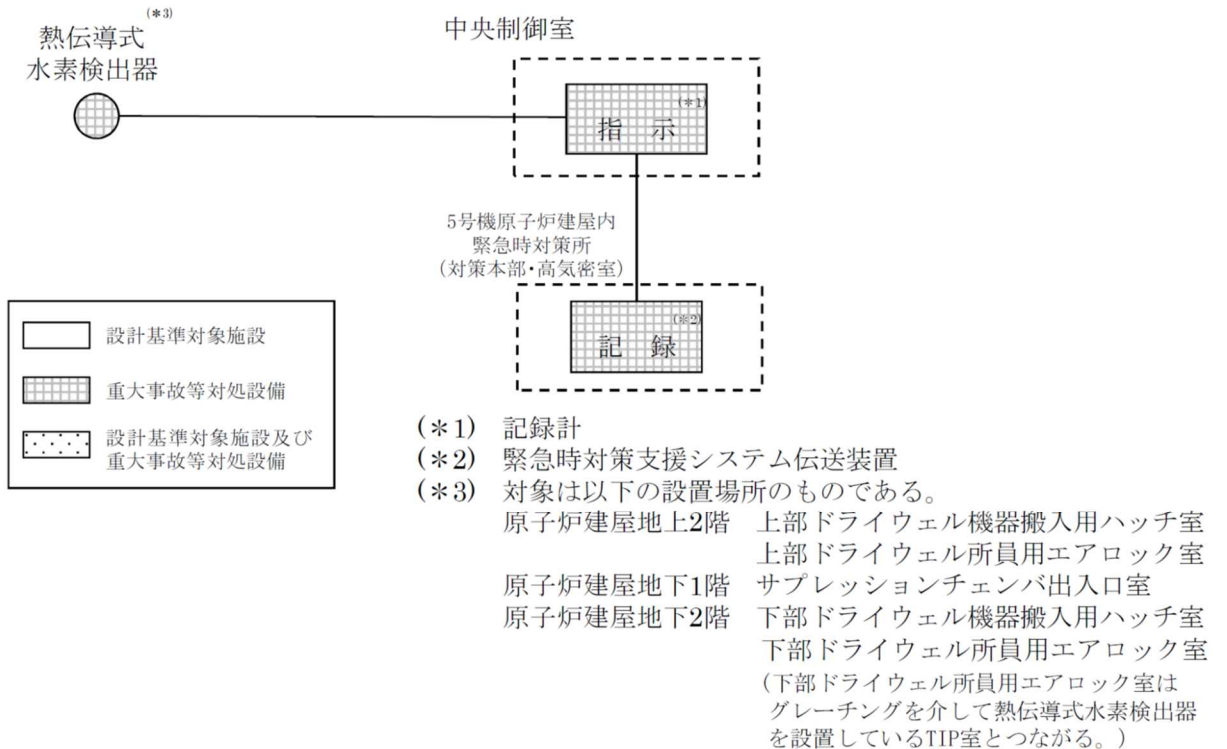 (*3)
熱伝導式
水素検出器
中央制御室
(*1)
指 示
5号機原子炉建屋内
緊急時対策所
(対策本部・高気密室)
(*2)
記 録
設計基準対象施設
重大事故等対処設備
設計基準対象施設及び
重大事故等対処設備
(*1) 記録計
(*2) 緊急時対策支援システム伝送装置
(*3) 対象は以下の設置場所のものである。
原子炉建屋地上2階 上部ドライウェル機器搬入用ハッチ室
上部ドライウェル所員用エアロック室
原子炉建屋地下1階 サプレッションチェンバ出入口室
原子炉建屋地下2階 下部ドライウェル機器搬入用ハッチ室
下部ドライウェル所員用エアロック室
(下部ドライウェル所員用エアロック室は
グレーチングを介して熱伝導式水素検出器
を設置しているTIP室とつながる。)